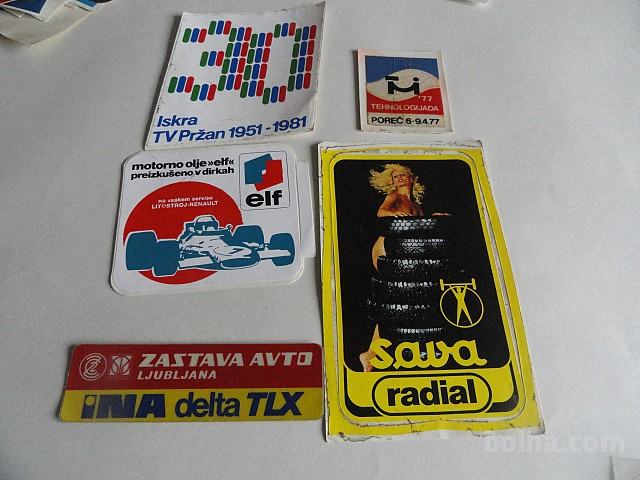 30
Iskra
TV Pržan 1951-1981
'77
TEHNOLOGIJADA
POREČ 6-9.4.77
motorno olje »elf«
preizkušeno v dirkah
na vsakem servisu
LITOSTROJ-RENAULT
elf
sava
radial
ZASTAVA AVTO
LJUBLJANA
INA delta TLX
bolha.com